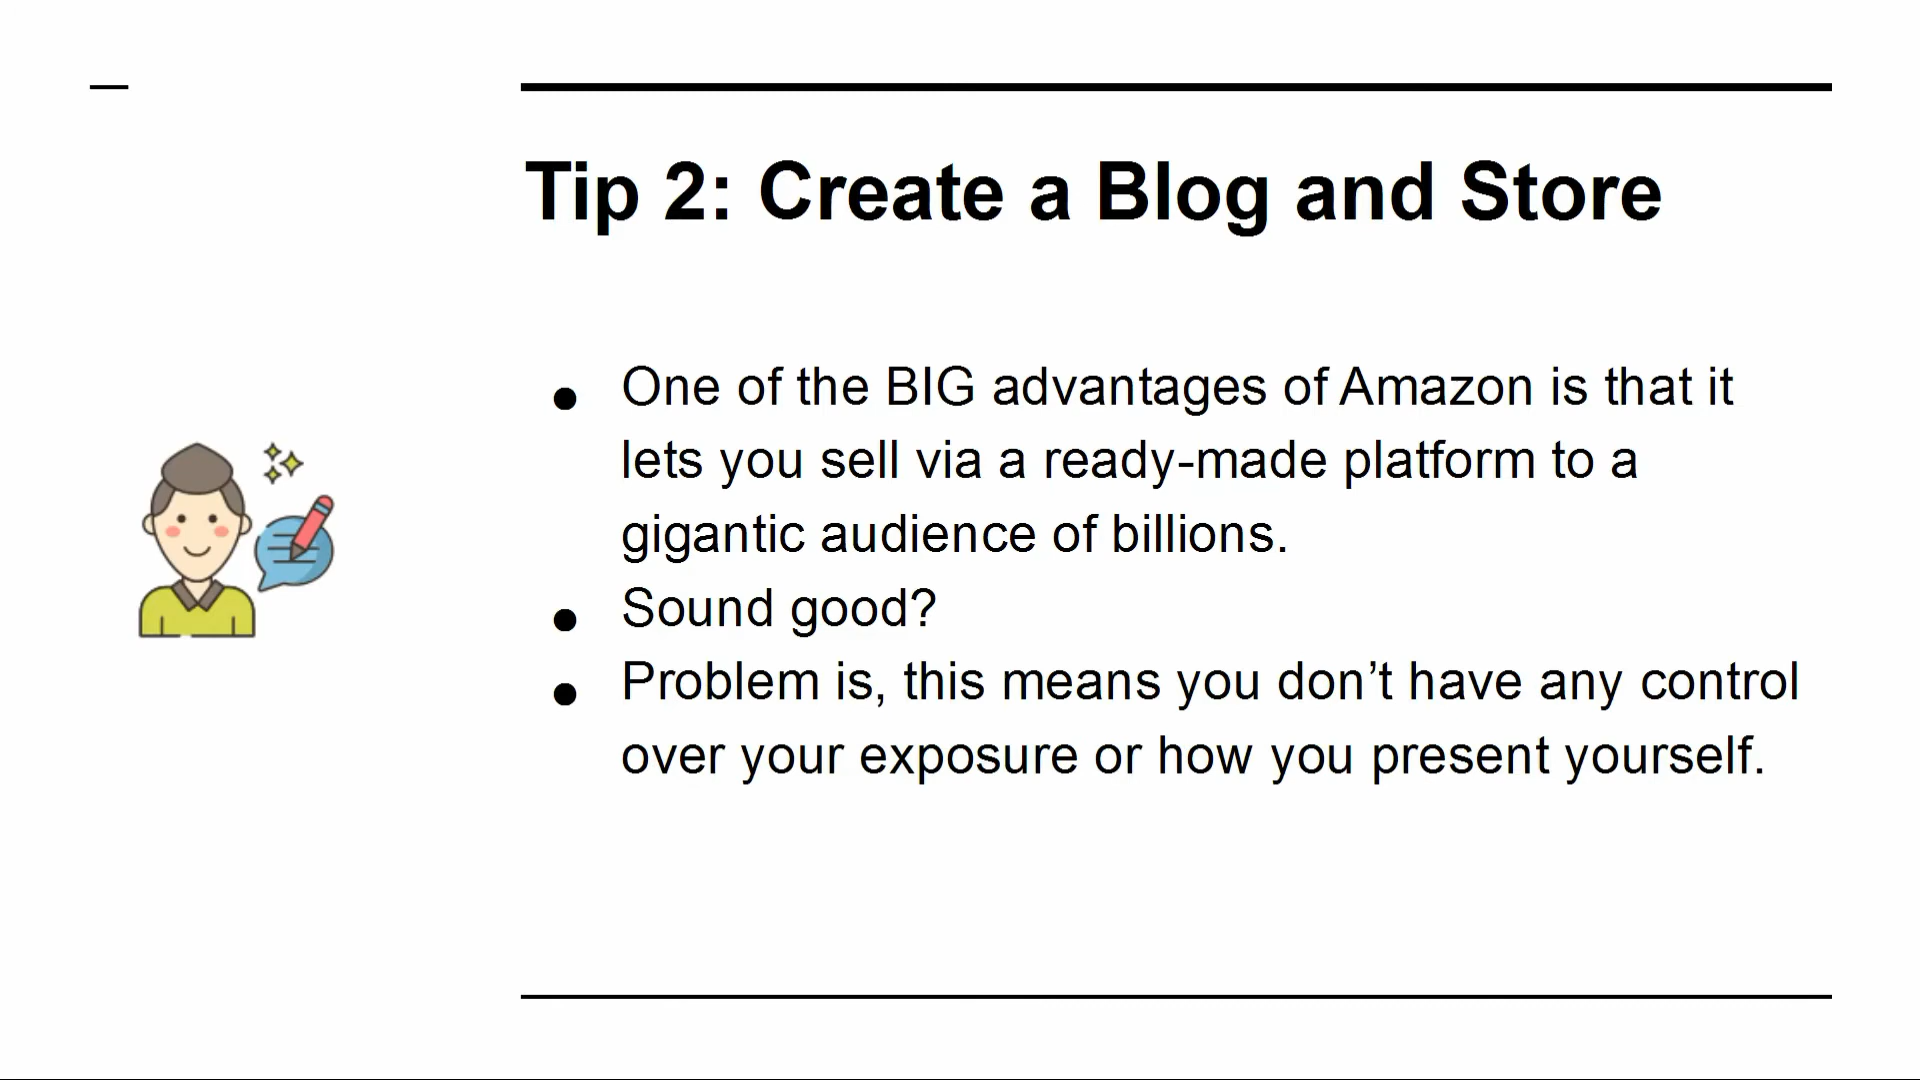 Tip 2: Create a Blog and Store
● One of the BIG advantages of Amazon is that it
lets you sell via a ready-made platform to a
gigantic audience of billions.
● Sound good?
● Problem is, this means you don’t have any control
over your exposure or how you present yourself.